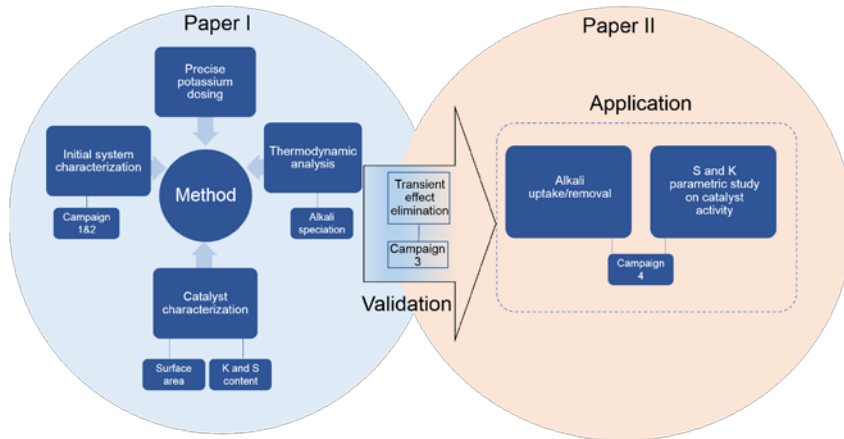 Paper I
Precise
potassium
dosing
Initial system
characterization
Campaign
1&2
Method
Thermodynamic
analysis
Alkali
speciation
Catalyst
characterization
Surface
area
K and S
content
Transient
effect
elimination
Campaign
3
Validation
Paper II
Application
Alkali
uptake/removal
S and K
parametric study
on catalyst
activity
Campaign
4